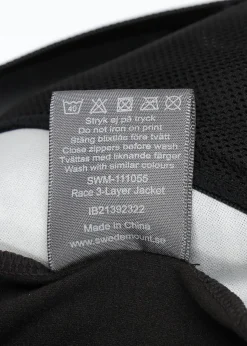 40
Stryk ej på tryck
Do not iron on print
Stäng blixtlås före tvätt
Close zippers before wash
Tvättas med liknande färger
Wash with similar colours
SWM-111055
Race 3-Layer Jacket
IB21392322
Made in China
www.swedemount.se